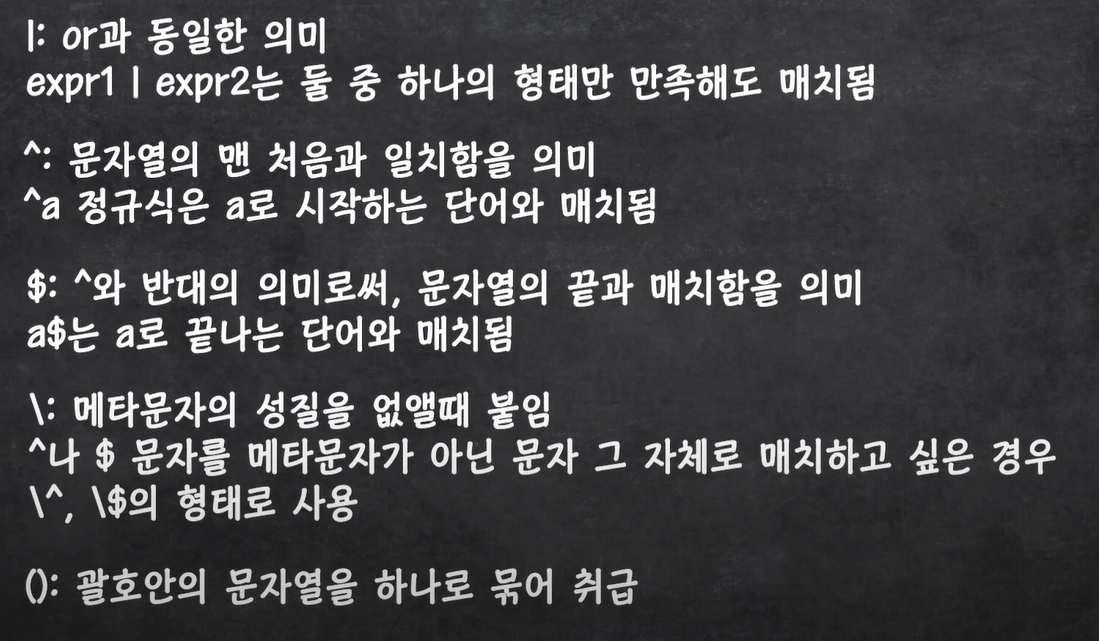 |: or과 동일한 의미
expr1 | expr2는 둘 중 하나의 형태만 만족해도 매치됨
^: 문자열의 맨 처음과 일치함을 의미
^a 정규식은 a로 시작하는 단어와 매치됨
$: ^와 반대의 의미로써, 문자열의 끝과 매치함을 의미
a$는 a로 끝나는 단어와 매치됨
\: 메타문자의 성질을 없앨때 붙임
^나 $ 문자를 메타문자가 아닌 문자 그 자체로 매치하고 싶은 경우
\^, \$의 형태로 사용
(): 괄호안의 문자열을 하나로 묶어 취급